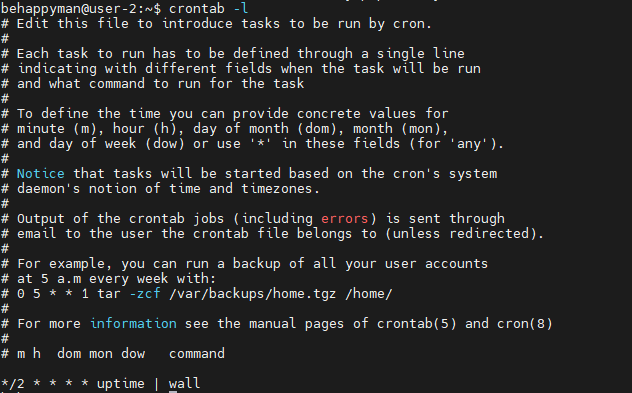 behappyman@user-2:~$ crontab -l
# Edit this file to introduce tasks to be run by cron.
#
# Each task to run has to be defined through a single line
# indicating with different fields when the task will be run
# and what command to run for the task
#
# To define the time you can provide concrete values for
# minute (m), hour (h), day of month (dom), month (mon),
# and day of week (dow) or use '*' in these fields (for 'any').
#
# Notice that tasks will be started based on the cron's system
# daemon's notion of time and timezones.
#
# Output of the crontab jobs (including errors) is sent through
# email to the user the crontab file belongs to (unless redirected).
#
# For example, you can run a backup of all your user accounts
# at 5 a.m every week with:
# 0 5 * * 1 tar -zcf /var/backups/home.tgz /home/
#
# For more information see the manual pages of crontab(5) and cron(8)
#
# m h  dom mon dow   command

*/2 * * * * uptime | wall